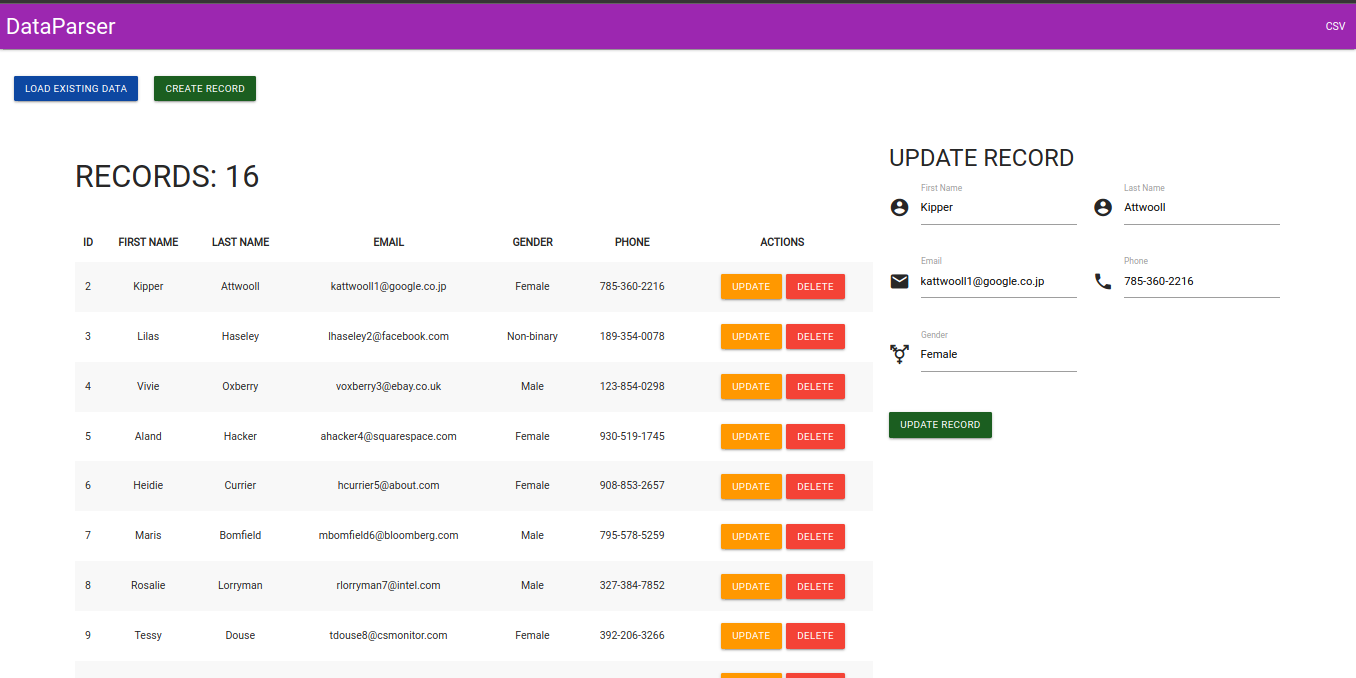 DataParser CSV
LOAD EXISTING DATA CREATE RECORD
RECORDS: 16
ID FIRST NAME LAST NAME EMAIL GENDER PHONE ACTIONS
2 Kipper Attwooll kattwooll1@google.co.jp Female 785-360-2216 UPDATE DELETE
3 Lilas Haseley lhaseley2@facebook.com Non-binary 189-354-0078 UPDATE DELETE
4 Vivie Oxberry voxberry3@ebay.co.uk Male 123-854-0298 UPDATE DELETE
5 Aland Hacker ahacker4@squarespace.com Female 930-519-1745 UPDATE DELETE
6 Heidie Currier hcurrier5@about.com Female 908-853-2657 UPDATE DELETE
7 Maris Bomfield mbomfield6@bloomberg.com Male 795-578-5259 UPDATE DELETE
8 Rosalie Lorryman rlorryman7@intel.com Male 327-384-7852 UPDATE DELETE
9 Tessy Douse tdouse8@csmonitor.com Female 392-206-3266 UPDATE DELETE
UPDATE RECORD
First Name Last Name
Kipper Attwooll
Email Phone
kattwooll1@google.co.jp 785-360-2216
Gender
Female
UPDATE RECORD